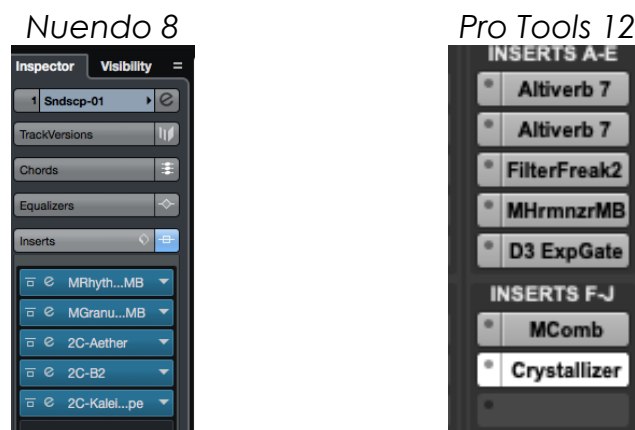 Nuendo 8
Inspector Visibility
1 Sndscp-01
TrackVersions
Chords
Equalizers
Inserts
MRhyth...MB
MGranu...MB
2C-Aether
2C-B2
2C-Kalei...pe
Pro Tools 12
INSERTS A-E
Altiverb 7
Altiverb 7
FilterFreak2
MHrmnzrMB
D3 ExpGate
INSERTS F-J
MComb
Crystallizer